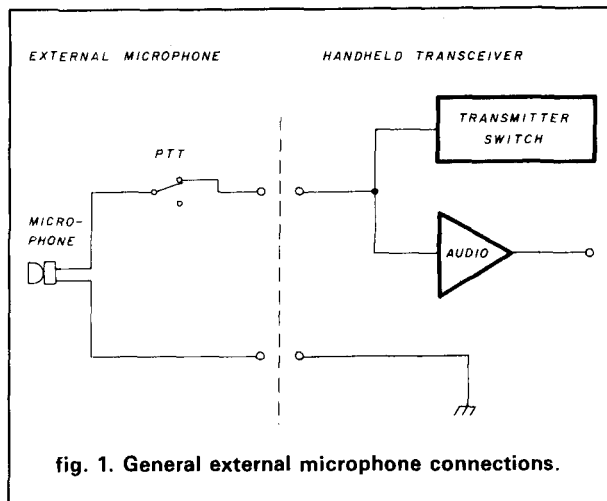 EXTERNAL MICROPHONE
HANDHELD TRANSCEIVER
TRANSMITTER
SWITCH
PTT
MICRO-
PHONE
AUDIO
fig. 1. General external microphone connections.